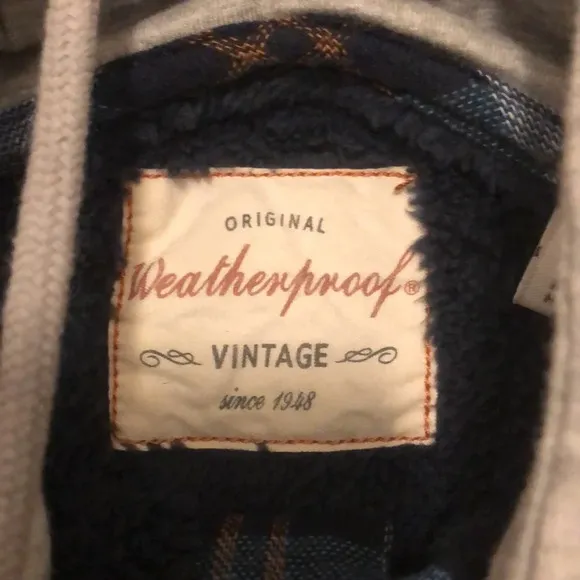 ORIGINAL
Weatherproof®
VINTAGE
since 1948